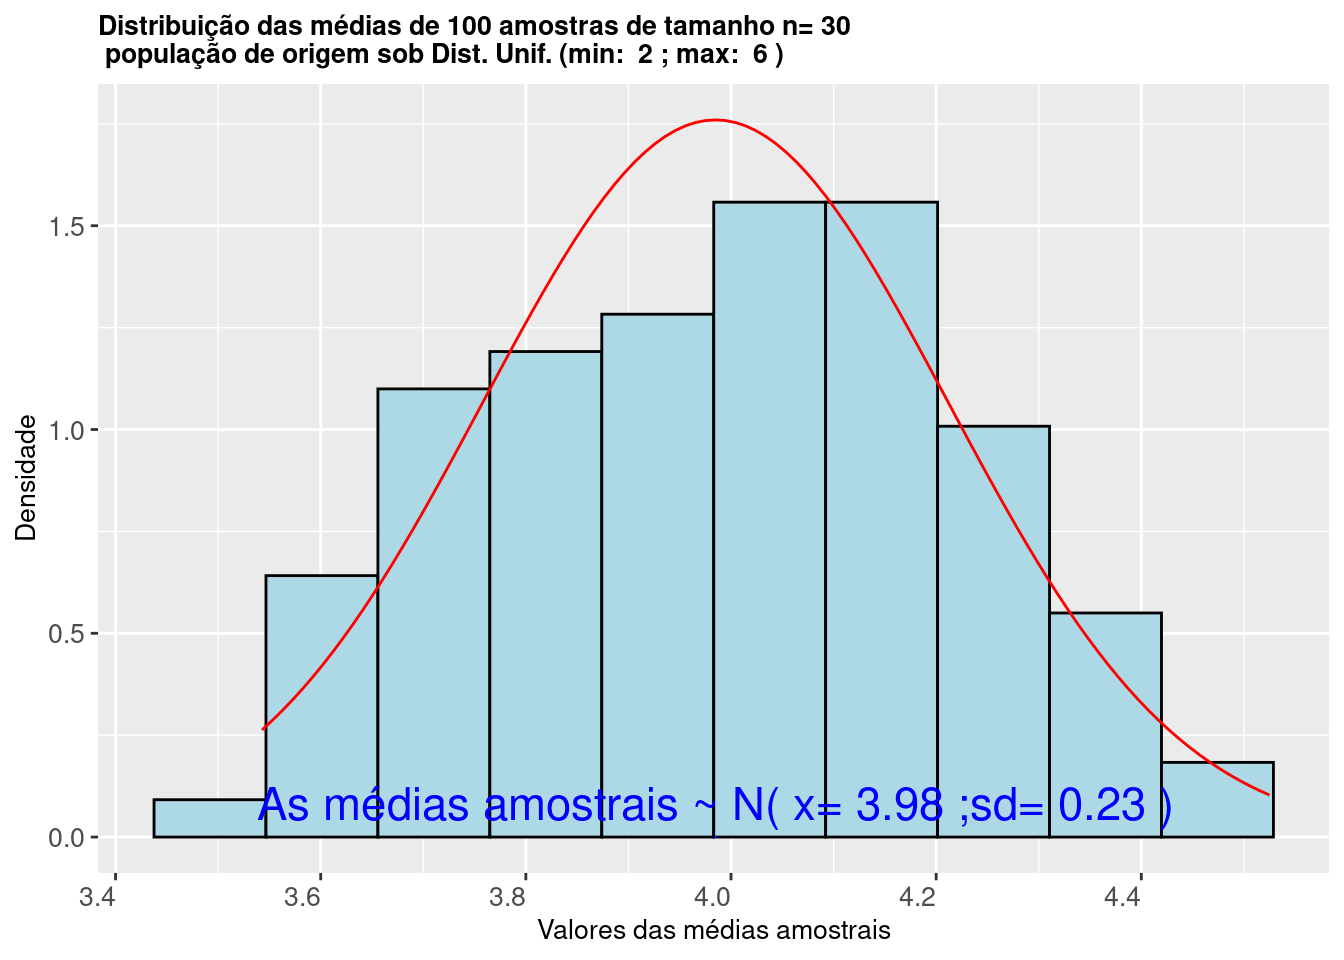 Distribuição das médias de 100 amostras de tamanho n= 30
população de origem sob Dist. Unif. (min:  2 ; max:  6 )
Densidade
1.5
1.0
0.5
0.0
As médias amostrais ~ N( x= 3.98 ;sd= 0.23 )
3.4 3.6 3.8 4.0 4.2 4.4
Valores das médias amostrais